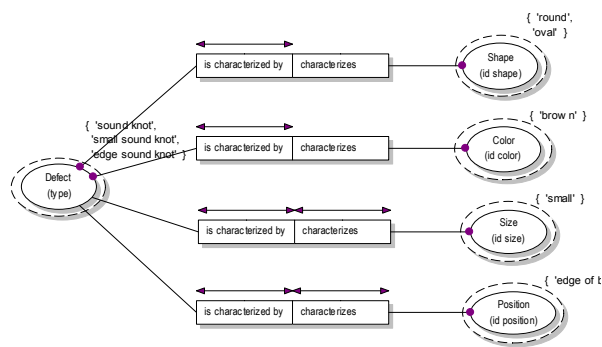 { 'round',
'oval' }
Shape
(id shape)
is characterized by characterizes
{ 'sound knot',
'small sound knot',
'edge sound knot' }
{ 'brow n' }
Color
(id color)
is characterized by characterizes
Defect
(type)
{ 'small' }
Size
(id size)
is characterized by characterizes
{ 'edge of b
Position
(id position)
is characterized by characterizes